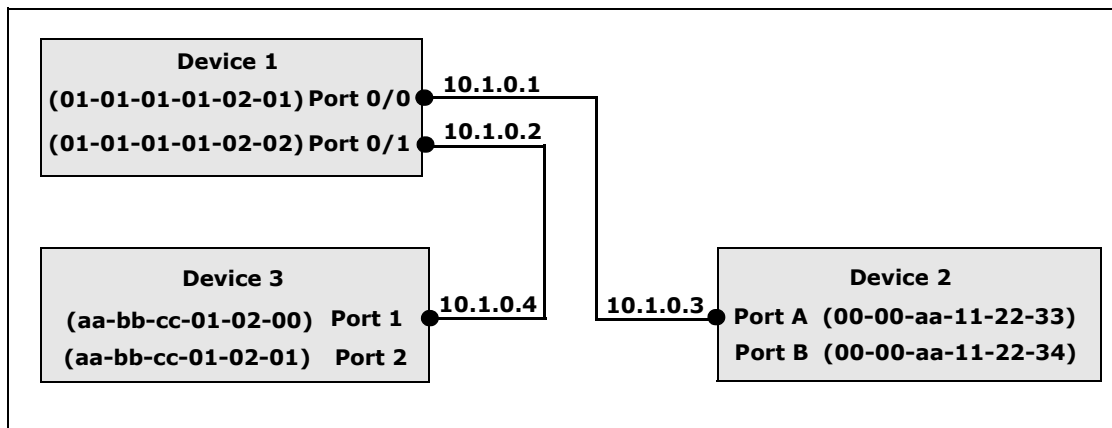 Device 1
(01-01-01-01-02-01) Port 0/0
10.1.0.1
(01-01-01-01-02-02) Port 0/1
10.1.0.2
Device 3
(aa-bb-cc-01-02-00) Port 1
10.1.0.4
(aa-bb-cc-01-02-01) Port 2
Device 2
10.1.0.3
Port A (00-00-aa-11-22-33)
Port B (00-00-aa-11-22-34)